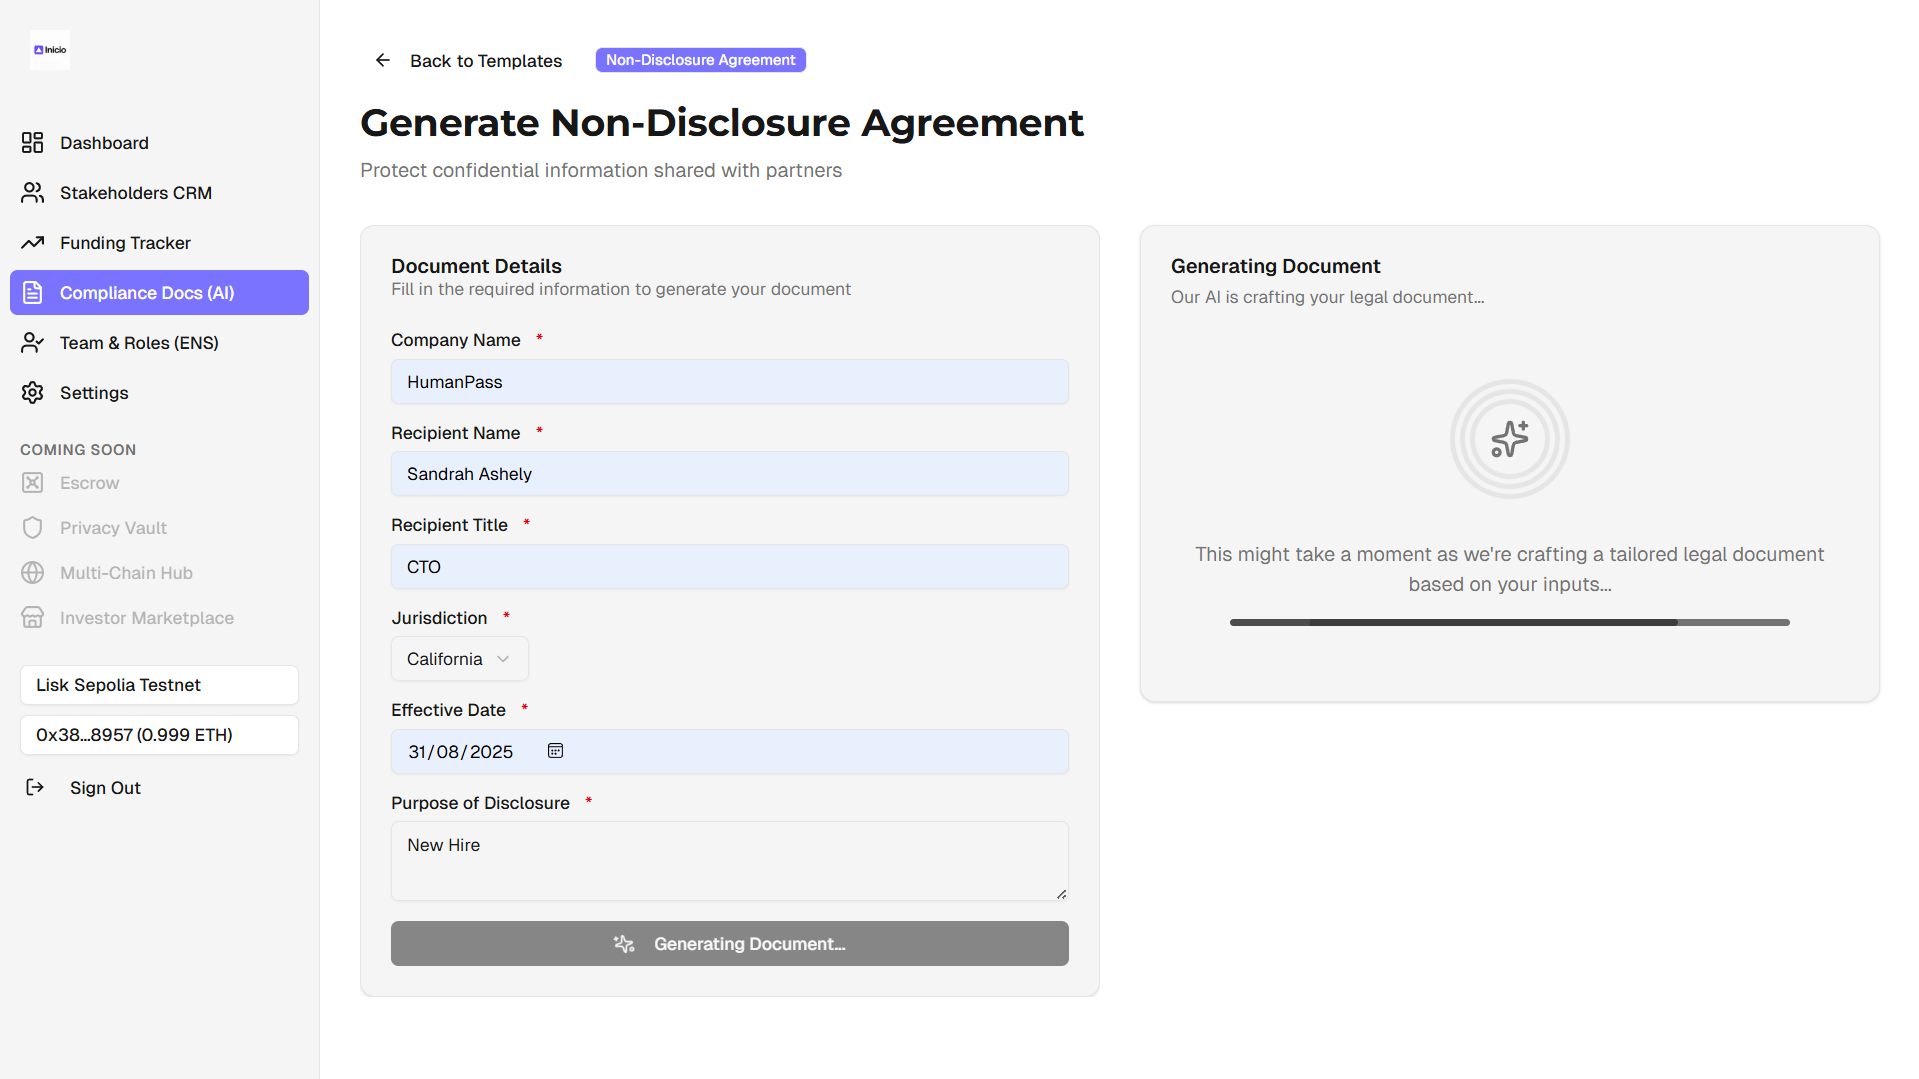 Inicio
Dashboard
Stakeholders CRM
Funding Tracker
Compliance Docs (AI)
Team & Roles (ENS)
Settings
COMING SOON
Escrow
Privacy Vault
Multi-Chain Hub
Investor Marketplace
Lisk Sepolia Testnet
0x38...8957 (0.999 ETH)
Sign Out
Back to Templates
Non-Disclosure Agreement
Generate Non-Disclosure Agreement
Protect confidential information shared with partners
Document Details
Fill in the required information to generate your document
Company Name *
HumanPass
Recipient Name *
Sandrah Ashely
Recipient Title *
CTO
Jurisdiction *
California
Effective Date *
31/08/2025
Purpose of Disclosure *
New Hire
Generating Document...
Generating Document
Our AI is crafting your legal document...
This might take a moment as we're crafting a tailored legal document
based on your inputs...